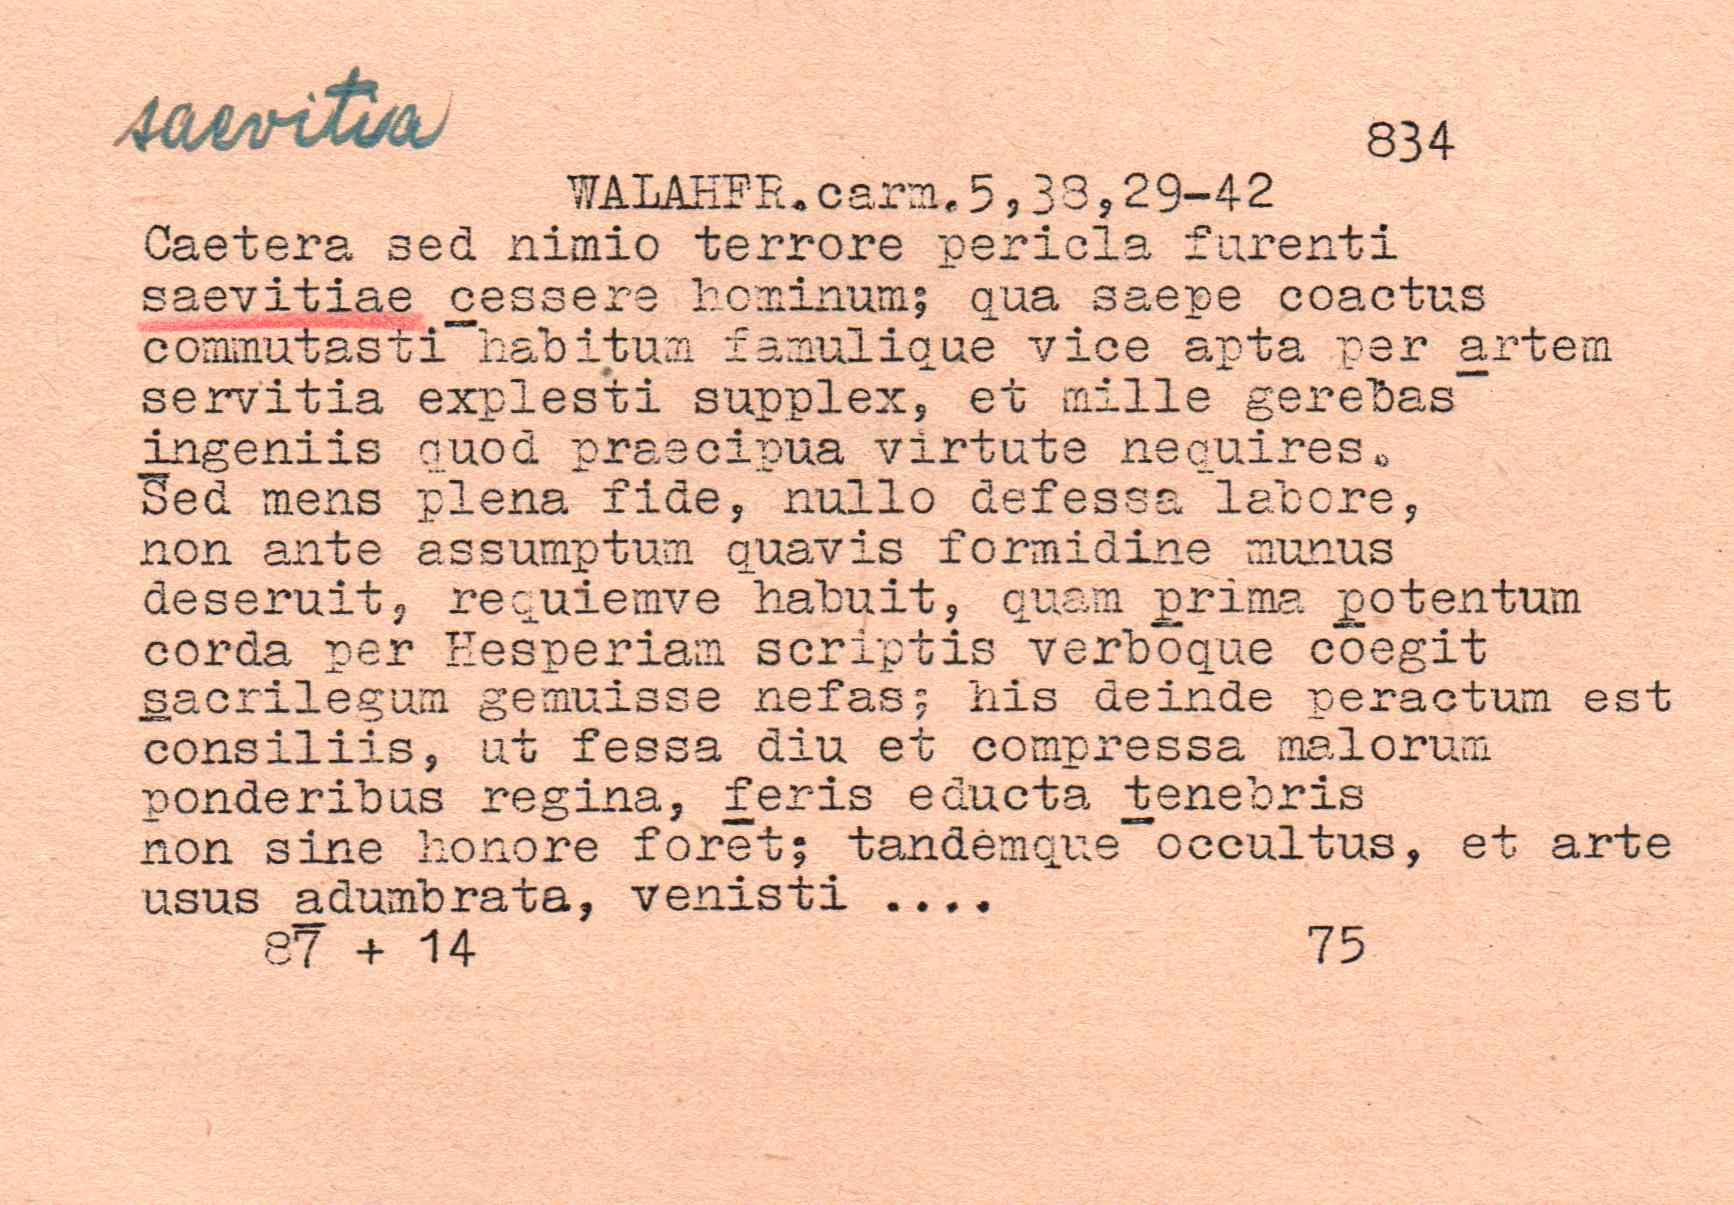 saevitia
834
WALAHFR.carm.5,38,29-42
Caetera sed nimio terrore pericla furenti
saevitiae cessere hominum; qua saepe coactus
commutasti habitum famulique vice apta per artem
servitia explesti supplex, et mille gerebas
ingeniis quod praecipua virtute nequires.
Sed mens plena fide, nullo defessa labore,
non ante assumptum quavis formidine munus
deseruit, requiemve habuit, quam prima potentum
corda per Hesperiam scriptis verboque coegit
sacrilegum gemuisse nefas; his deinde peractum est
consiliis, ut fessa diu et compressa malorum
ponderibus regina, feris educta tenebris
non sine honore foret; tandemque occultus, et arte
usus adumbrata, venisti ....
87 + 14 75